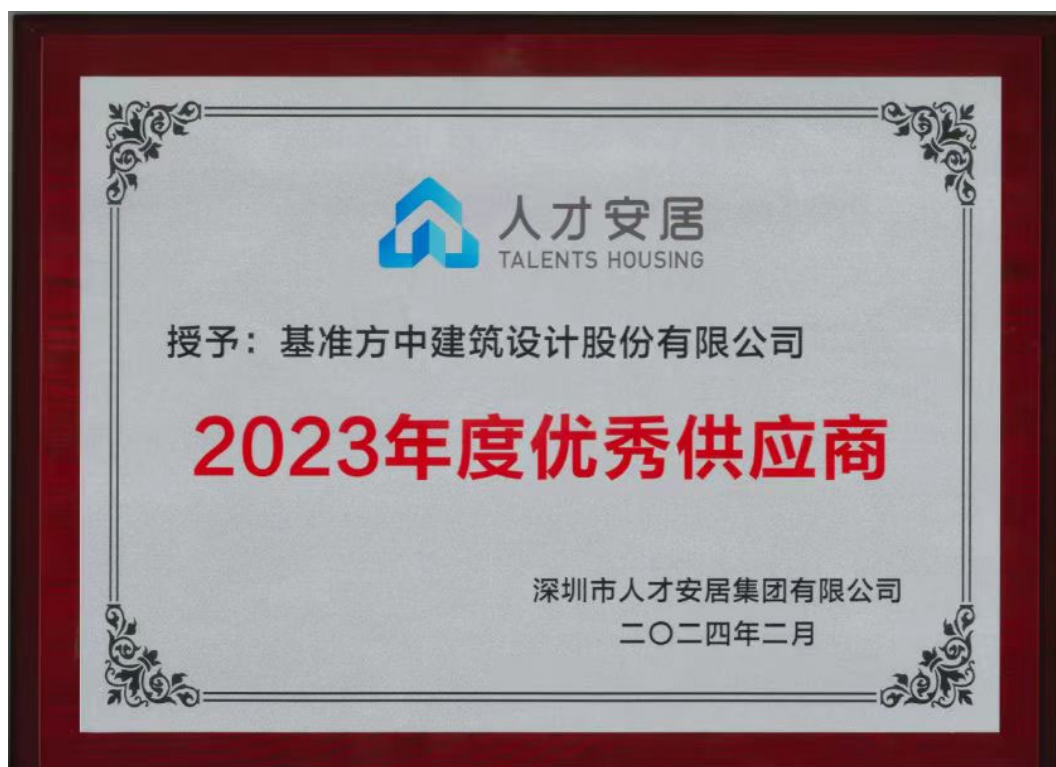 人才安居
TALENTS HOUSING
授予：基准方中建筑设计股份有限公司
2023年度优秀供应商
深圳市人才安居集团有限公司
二〇二四年二月